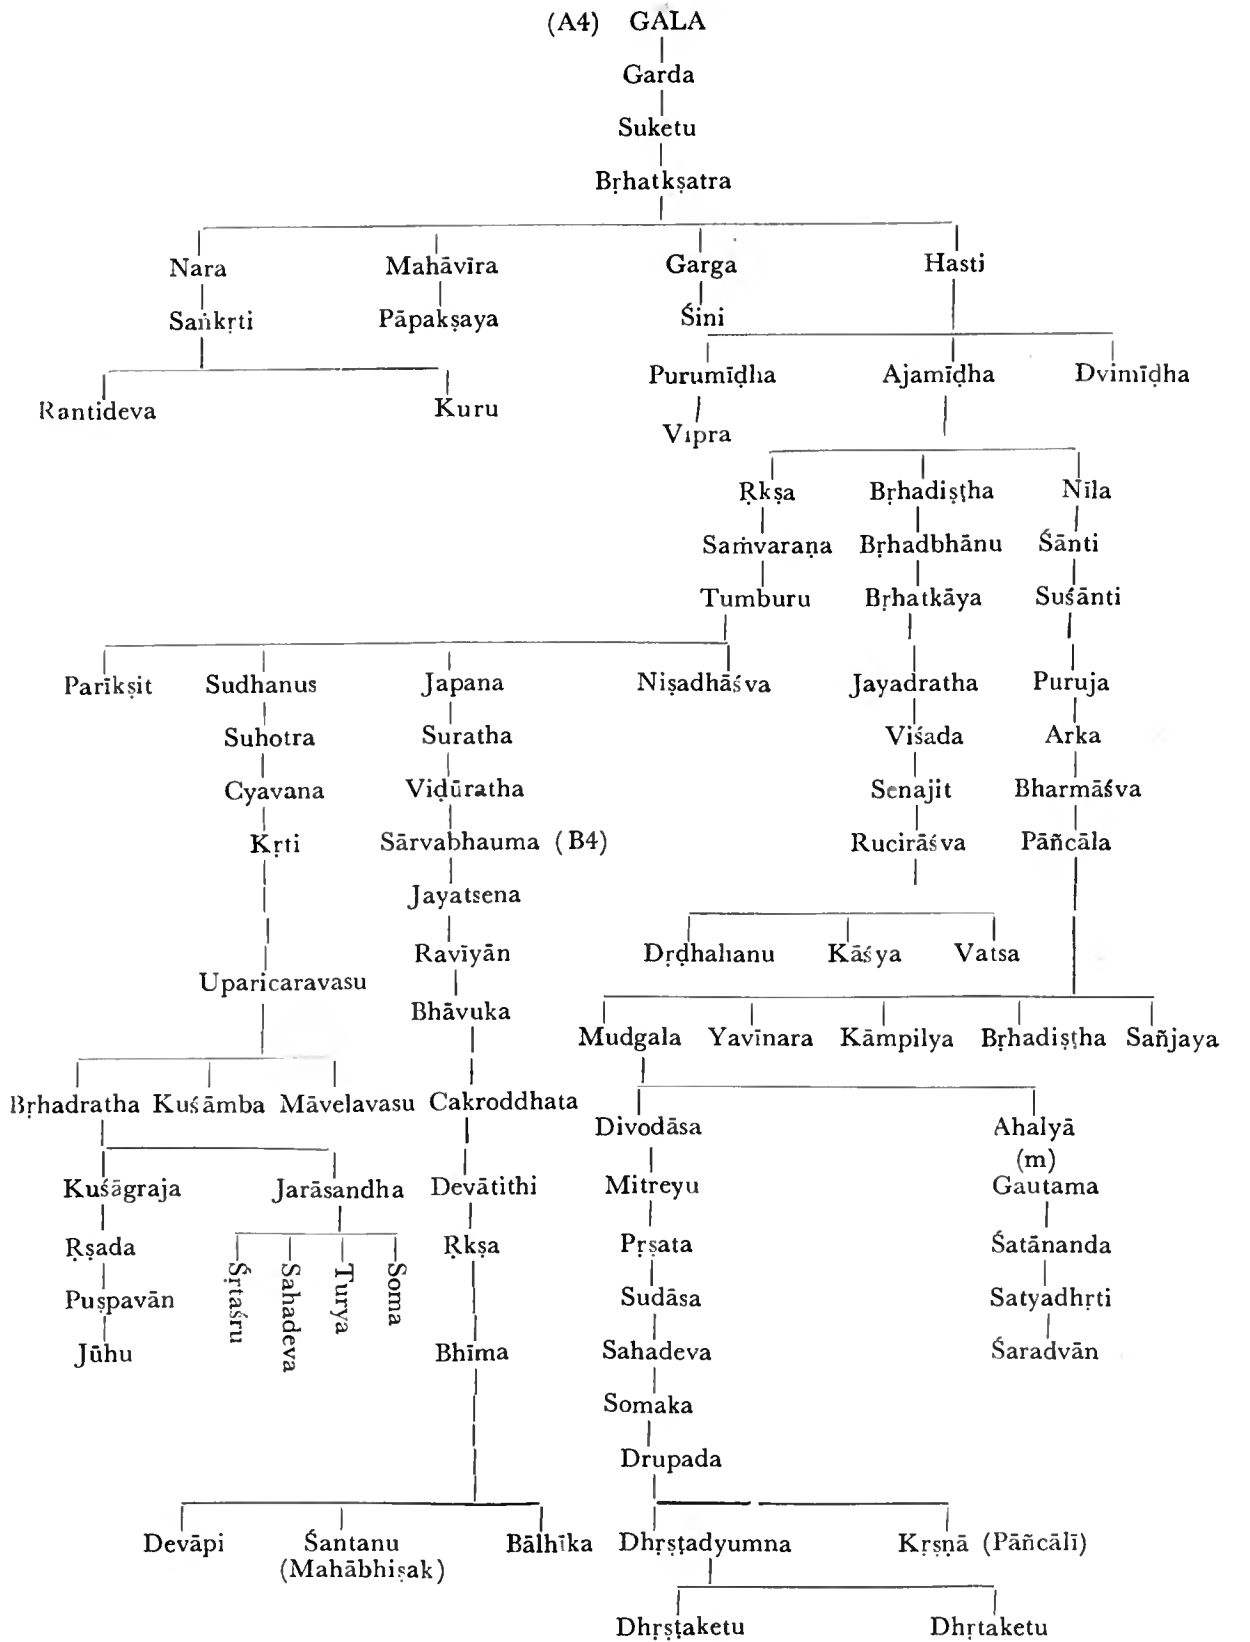 (A4) GALA
Garda
Suketu
Bṛhatkṣatra
Nara Mahāvīra Garga Hasti
Saṅkṛti Pāpakṣaya Śini
Purumīḍha Ajamīḍha Dvimīḍha
Rantideva Kuru
Vipra
Ṛkṣa Bṛhadiṣṭha Nīla
Saṁvaraṇa Bṛhadbhānu Śānti
Tumburu Bṛhatkāya Suśānti
Parīkṣit Sudhanus Japana Niṣadhāśva Jayadratha Puruja
Suhotra Suratha Viśada Arka
Cyavana Viḍūratha Senajit Bharmāśva
Kṛti Sārvabhauma (B4) Rucirāśva Pāñcāla
Jayatsena
Ravīyān Dṛḍhahanu Kāśya Vatsa
Uparicaravasu
Bhāvuka
Mudgala Yavīnara Kāmpilya Bṛhadiṣṭha Sañjaya
Bṛhadratha Kuśāmba Māvelavasu Cakroddhata
Divodāsa Ahalyā
(m)
Kuśāgraja Jarāsandha Devātithi Mitreyu Gautama
Ṛṣada Ṛkṣa Pṛṣata Śatānanda
Śṛtaśru Sahadeva Turya Soma
Puṣpavān Sudāsa Satyadhṛti
Jūhu Bhīma Sahadeva Śaradvān
Somaka
Drupada
Devāpi Śantanu Bālhīka Dhṛṣṭadyumna Kṛṣṇā (Pāñcālī)
(Mahābhiṣak)
Dhṛṣṭaketu Dhṛtaketu